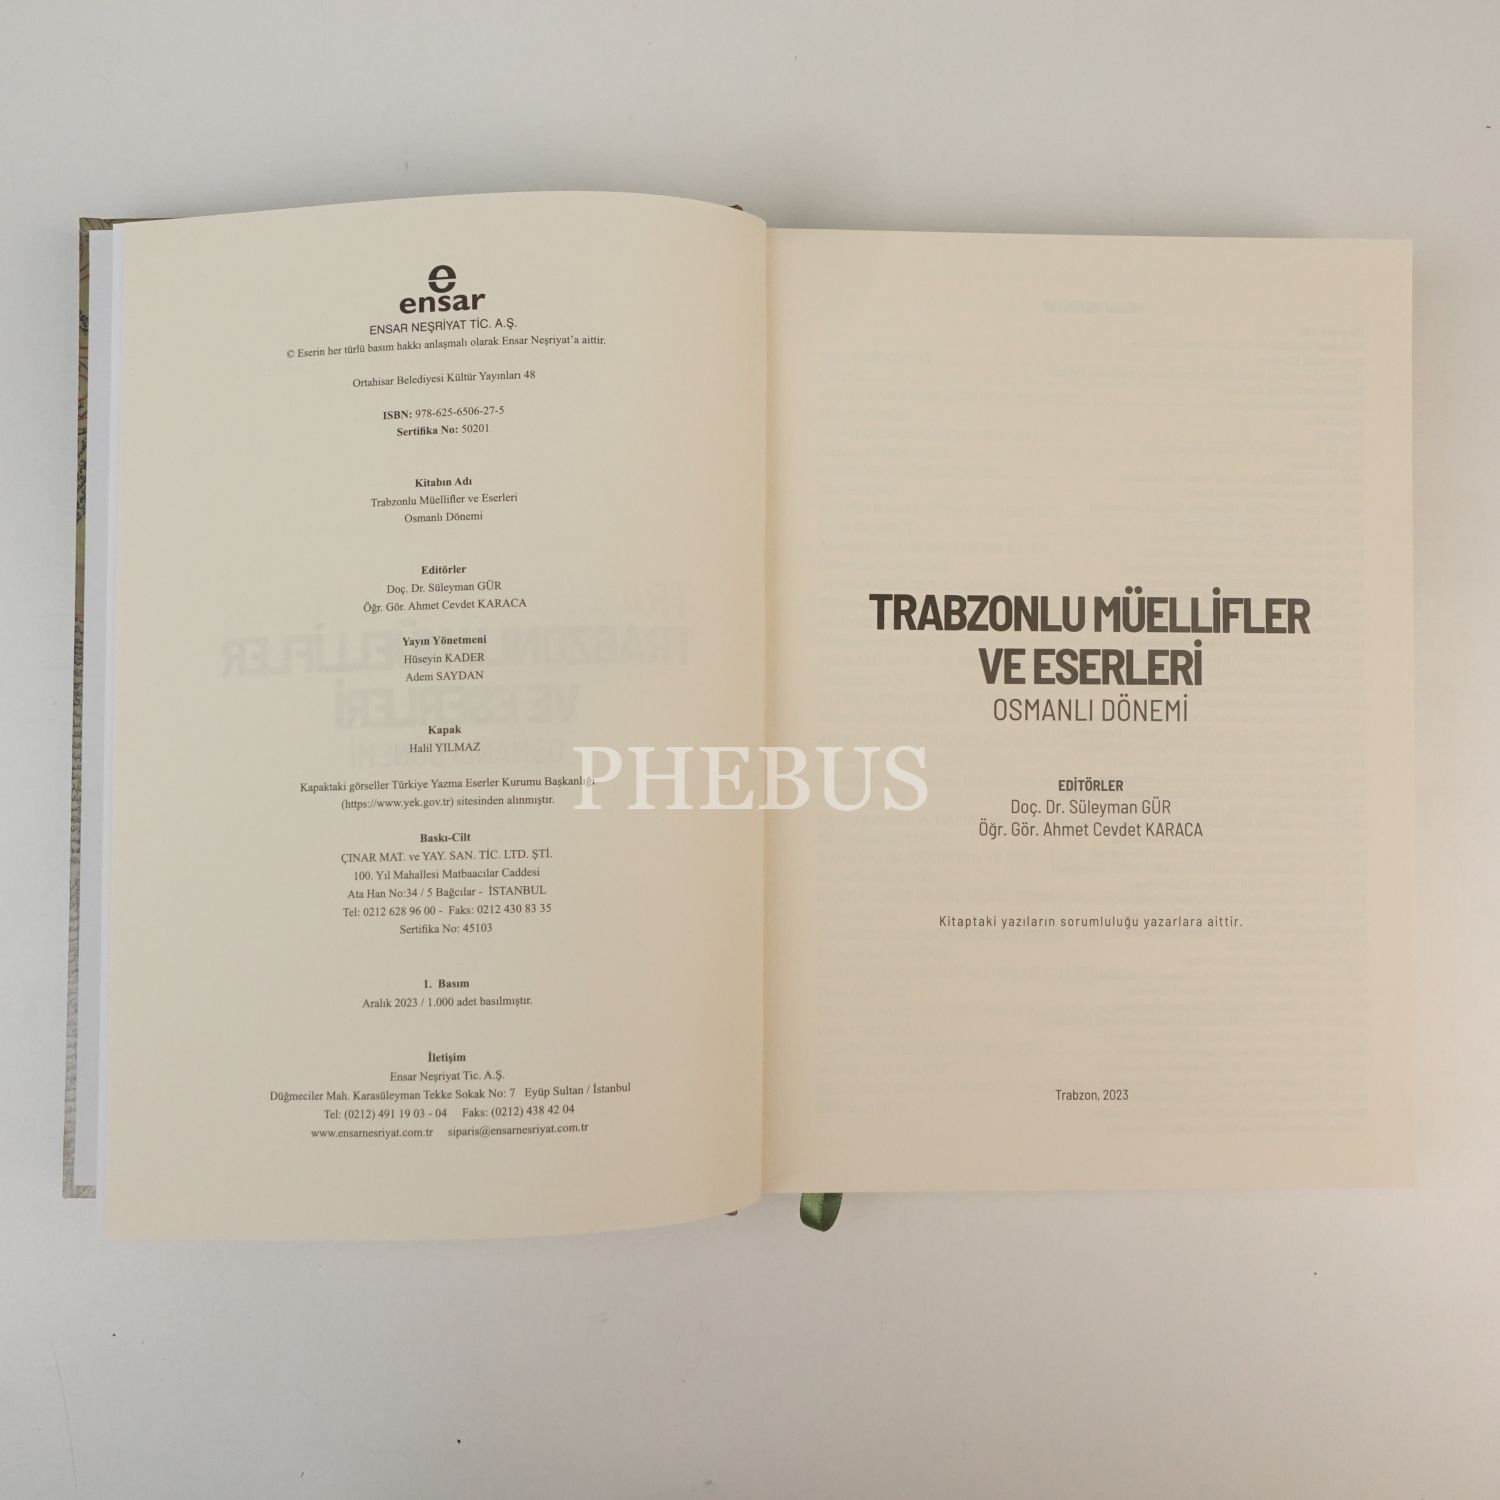 e
ensar
ENSAR NEŞRİYAT TİC. A.Ş.
© Eserin her türlü basım hakkı anlaşmalı olarak Ensar Neşriyat'a aittir.
Ortahisar Belediyesi Kültür Yayınları 48
ISBN: 978-625-6506-27-5
Sertifika No: 50201
Kitabın Adı
Trabzonlu Müellifler ve Eserleri
Osmanlı Dönemi
Editörler
Doç. Dr. Süleyman GÜR
Öğr. Gör. Ahmet Cevdet KARACA
Yayın Yönetmeni
Hüseyin KADER
Adem SAYDAN
Kapak
Halil YILMAZ
Kapaktaki görseller Türkiye Yazma Eserler Kurumu Başkanlığı
(https://www.yek.gov.tr) sitesinden alınmıştır.
Baskı-Cilt
ÇINAR MAT. ve YAY. SAN. TİC. LTD. ŞTİ.
100. Yıl Mahallesi Matbaacılar Caddesi
Ata Han No:34 / 5 Bağcılar - İSTANBUL
Tel: 0212 628 96 00 - Faks: 0212 430 83 35
Sertifika No: 45103
1. Basım
Aralık 2023 / 1.000 adet basılmıştır.
İletişim
Ensar Neşriyat Tic. A.Ş.
Düğmeciler Mah. Karasüleyman Tekke Sokak No: 7 Eyüp Sultan / İstanbul
Tel: (0212) 491 19 03 - 04 Faks: (0212) 438 42 04
www.ensarnesriyat.com.tr siparis@ensarnesriyat.com.tr
TRABZONLU MÜELLİFLER
VE ESERLERİ
OSMANLI DÖNEMİ
EDİTÖRLER
Doç. Dr. Süleyman GÜR
Öğr. Gör. Ahmet Cevdet KARACA
Kitaptaki yazıların sorumluluğu yazarlara aittir.
Trabzon, 2023
PHEBUS